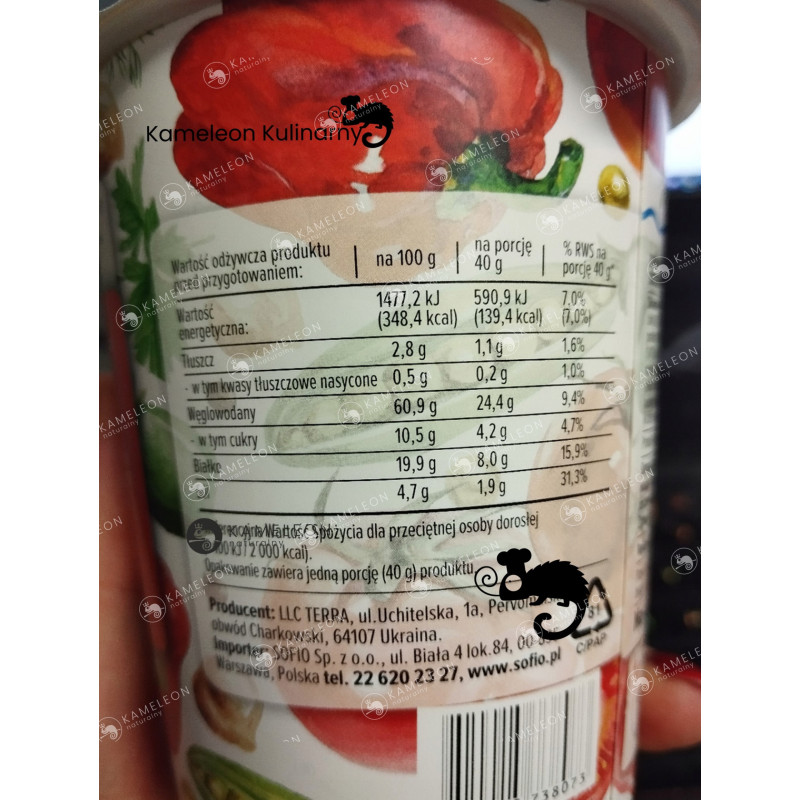 Kameleon Kulinarny
Wartość odżywcza produktu przed przygotowaniem: | na 100 g | na porcję 40 g | % RWS na porcję 40 g*
Wartość energetyczna: 1477,2 kJ (348,4 kcal) 590,9 kJ (139,4 kcal) 7,0% (7,0%)
Tłuszcz 2,8 g 1,1 g 1,6%
- w tym kwasy tłuszczowe nasycone 0,5 g 0,2 g 1,0%
Węglowodany 60,9 g 24,4 g 9,4%
- w tym cukry 10,5 g 4,2 g 4,7%
Białko 19,9 g 8,0 g 15,9%
4,7 g 1,9 g 31,3%
Spożycia dla przeciętnej osoby dorosłej
2 000 kcal).
Opakowanie zawiera jedną porcję (40 g) produktu
Producent: LLC TERRA, ul.Uchitelska, 1a,
obwód Charkowski, 64107 Ukraina.
Importer: SOFIO Sp. z o.o., ul. Biała 4 lok.84,
Warszawa, Polska tel. 22 620 23 27, www.sofio.pl
81
C/PAP
738073
KAMELEON
naturalny